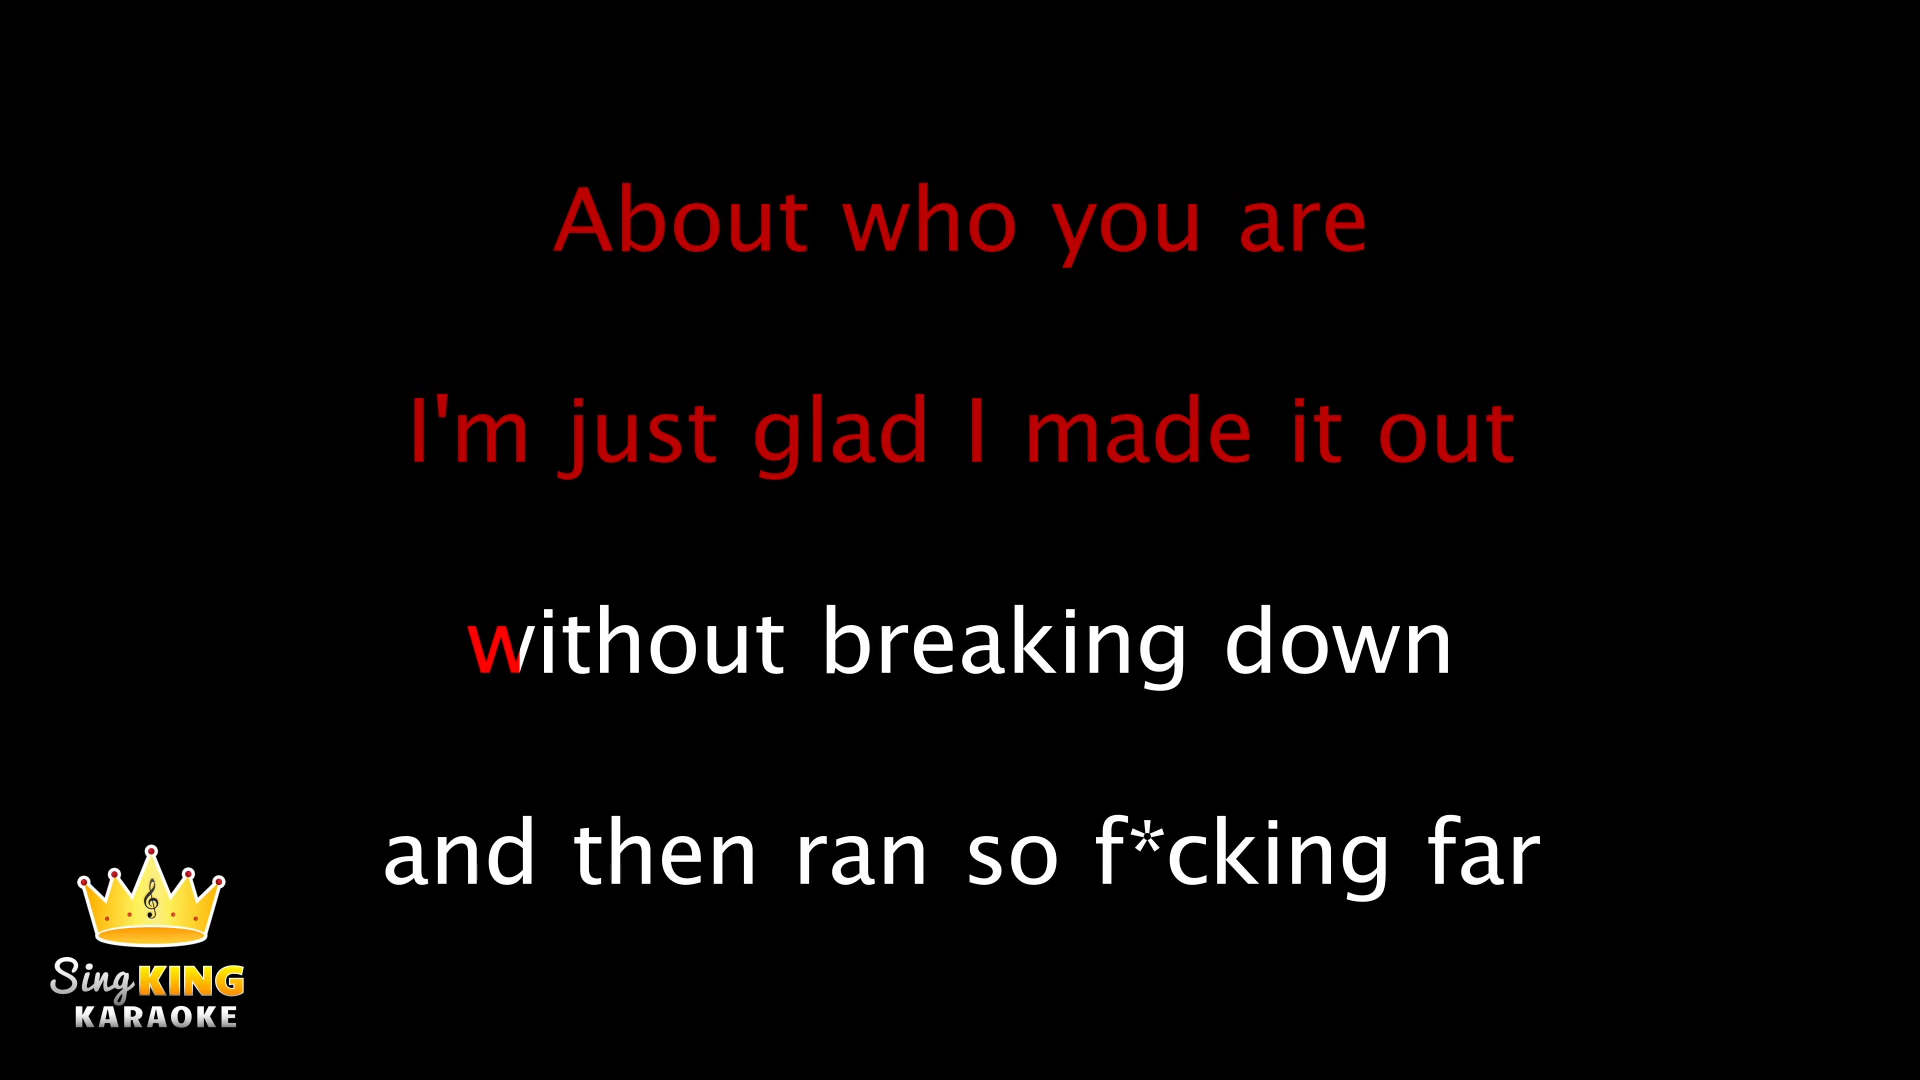 About who you are
I'm just glad I made it out
without breaking down
and then ran so f*cking far
Sing KING
KARAOKE